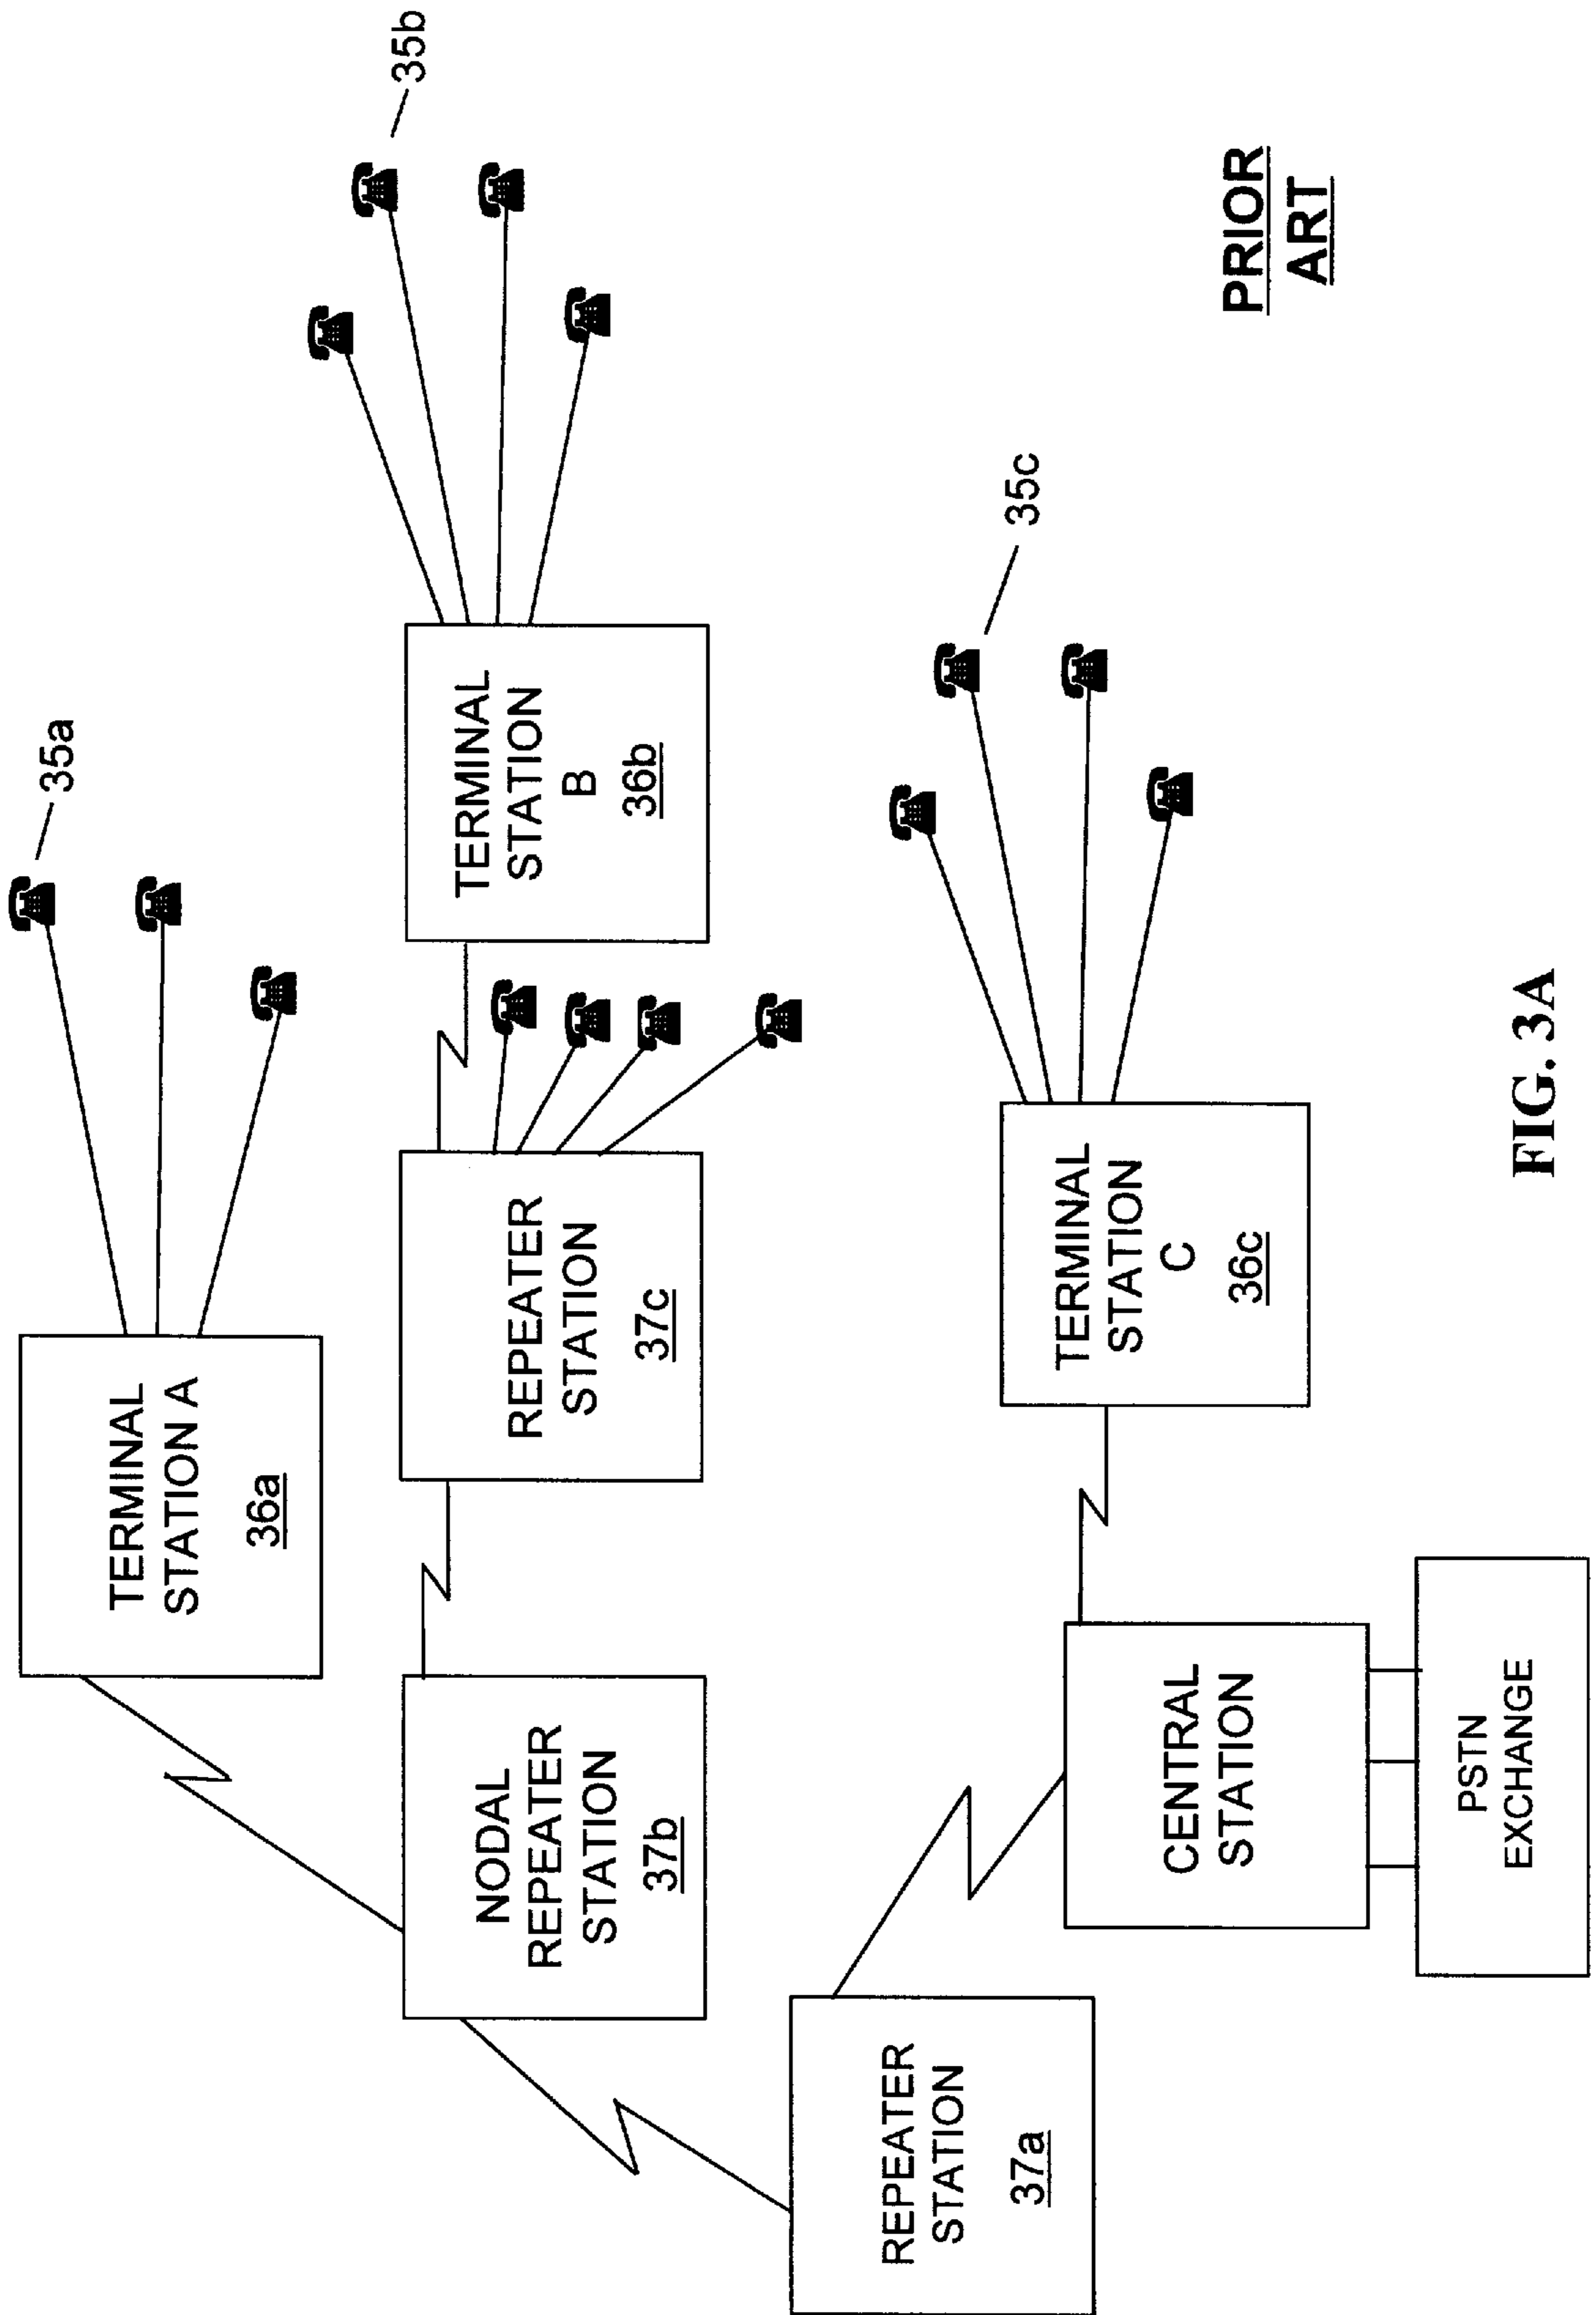 35a
35b
TERMINAL
STATION A
36a
NODAL
REPEATER
STATION
37b
REPEATER
STATION
37c
TERMINAL
STATION
B
36b
REPEATER
STATION
37a
CENTRAL
STATION
PSTN
EXCHANGE
TERMINAL
STATION
C
36c
35c
PRIOR
ART
FIG. 3A